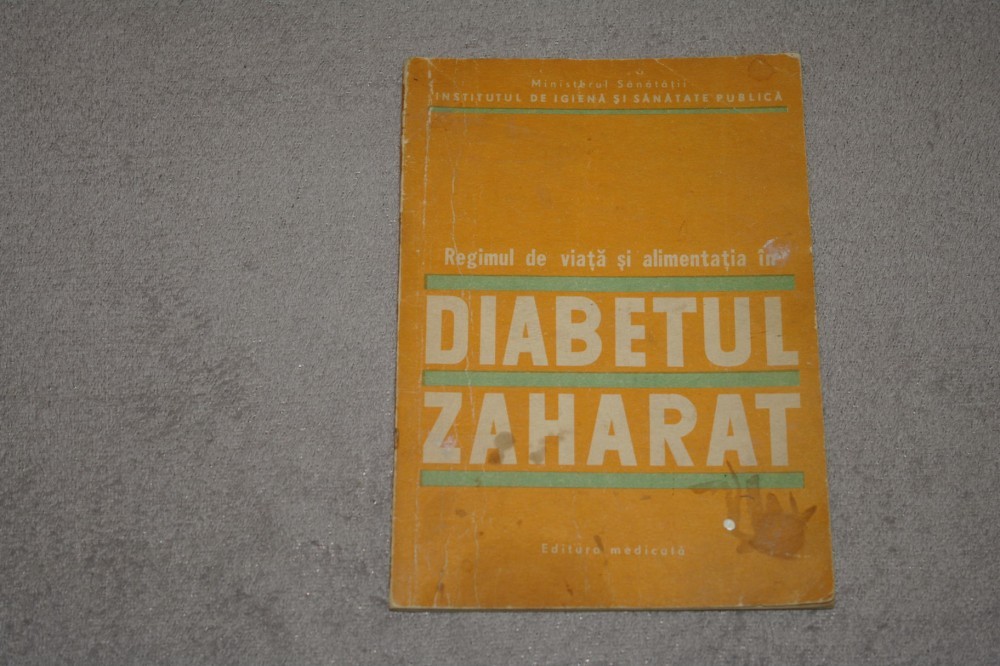 Ministerul Sănătății
INSTITUTUL DE IGIENĂ ȘI SĂNĂTATE PUBLICĂ
Regimul de viață și alimentația în
DIABETUL
ZAHARAT
Editura medicală